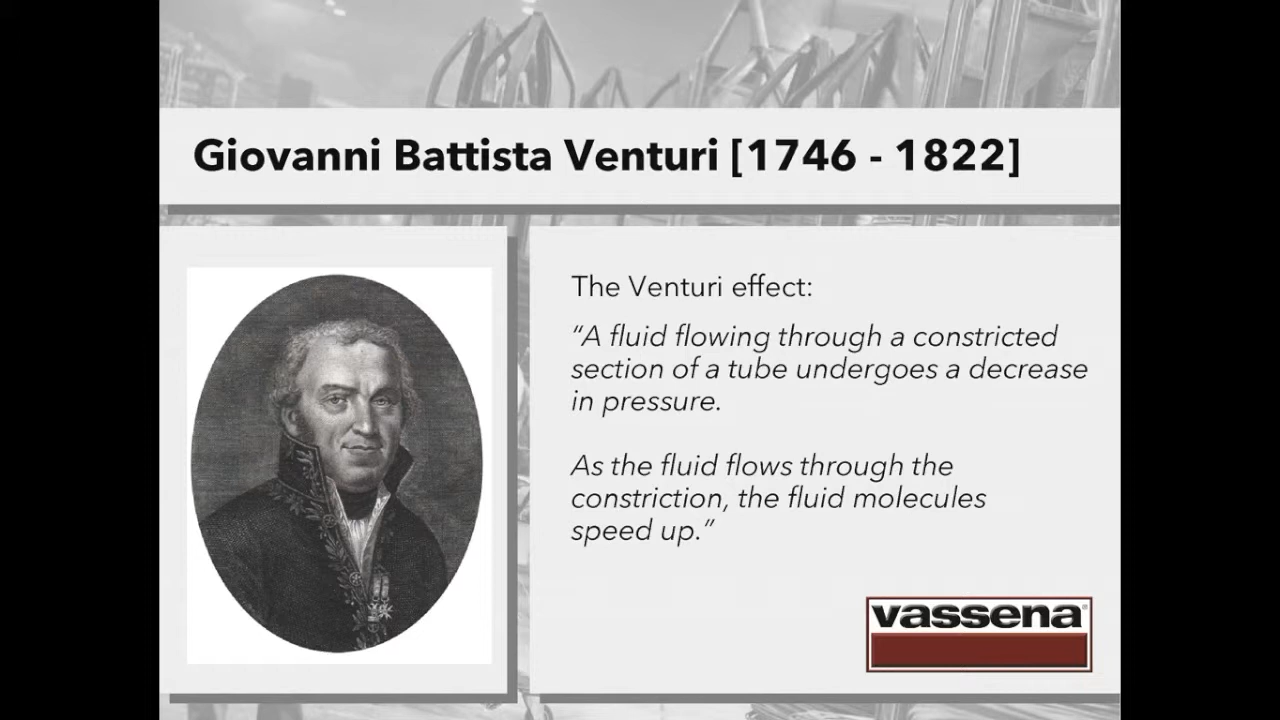 Giovanni Battista Venturi [1746 - 1822]
The Venturi effect:
“A fluid flowing through a constricted
section of a tube undergoes a decrease
in pressure.
As the fluid flows through the
constriction, the fluid molecules
speed up.”
vassena®